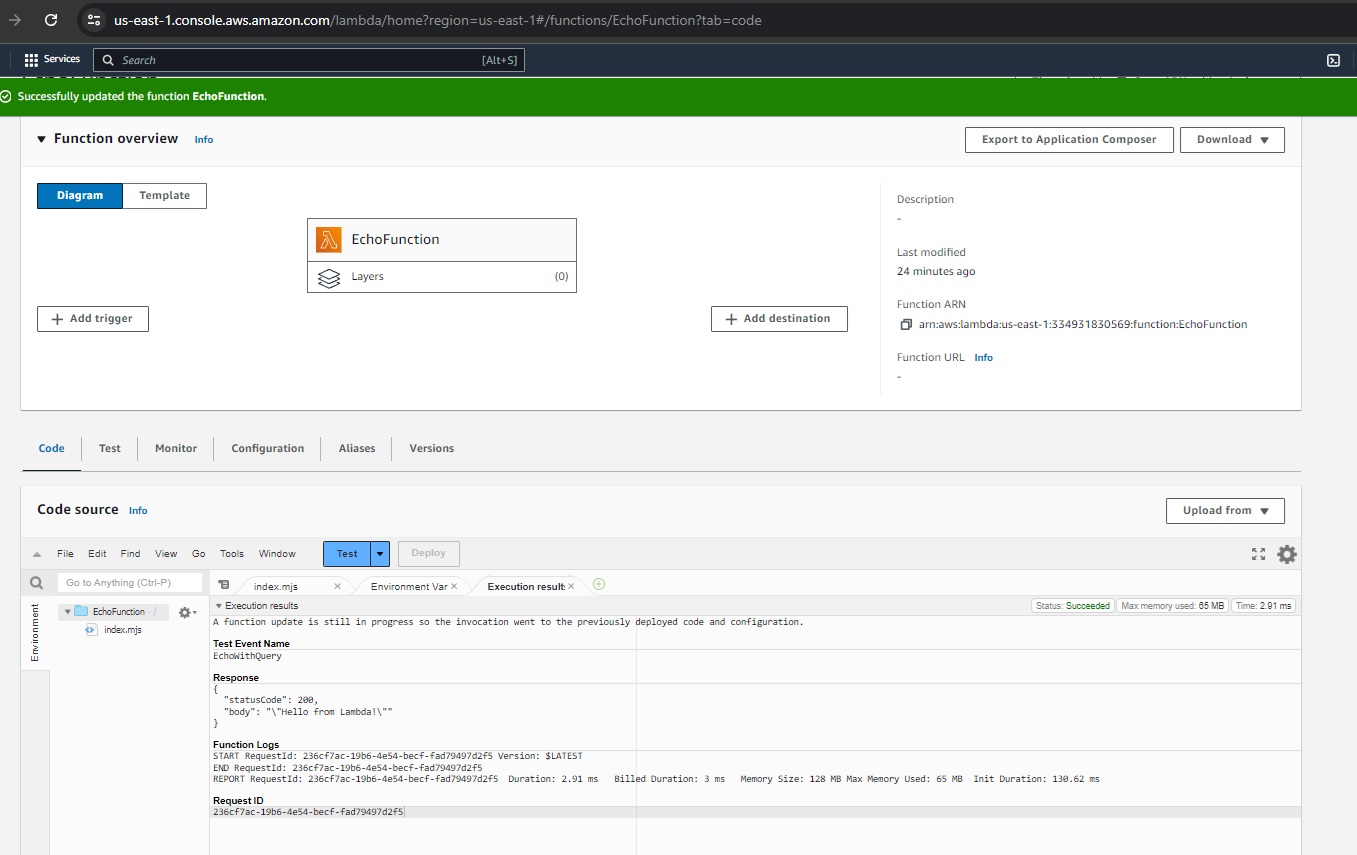 us-east-1.console.aws.amazon.com/lambda/home?region=us-east-1#/functions/EchoFunction?tab=code
Services
Search
[Alt+S]
Successfully updated the function EchoFunction.
Function overview Info
Export to Application Composer
Download
Diagram
Template
EchoFunction
Layers (0)
Add trigger
Add destination
Description
-
Last modified
24 minutes ago
Function ARN
arn:aws:lambda:us-east-1:334931830569:function:EchoFunction
Function URL Info
-
Code Test Monitor Configuration Aliases Versions
Code source Info
Upload from
File Edit Find View Go Tools Window Test Deploy
Go to Anything (Ctrl-P)
index.mjs
Environment Var
Execution results
Environment
EchoFunction - /
index.mjs
Execution results
Status: Succeeded
Max memory used: 65 MB
Time: 2.91 ms
A function update is still in progress so the invocation went to the previously deployed code and configuration.
Test Event Name
EchoWithQuery
Response
{
"statusCode": 200,
"body": "\"Hello from Lambda!\""
}
Function Logs
START RequestId: 236cf7ac-19b6-4e54-becf-fad79497d2f5 Version: $LATEST
END RequestId: 236cf7ac-19b6-4e54-becf-fad79497d2f5
REPORT RequestId: 236cf7ac-19b6-4e54-becf-fad79497d2f5 Duration: 2.91 ms Billed Duration: 3 ms Memory Size: 128 MB Max Memory Used: 65 MB Init Duration: 130.62 ms
Request ID
236cf7ac-19b6-4e54-becf-fad79497d2f5